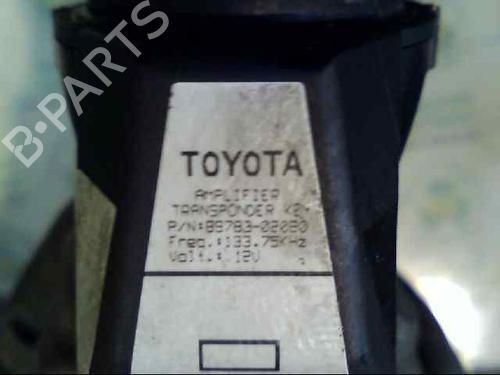 B-PARTS
TOYOTA
AMPLIFIER
TRANSPONDER KEY
P/N:89783-02020
Freq.:133.75KHz
Volt.: 12V